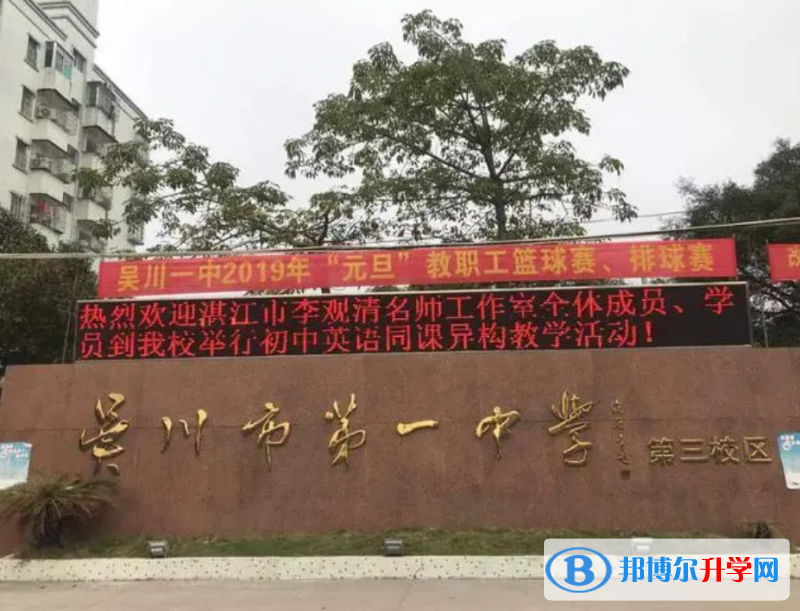 吴川一中2019年“元旦”教职工篮球赛、排球赛
热烈欢迎湛江市李观清名师工作室全体成员、学
员到我校举行初中英语同课异构教学活动！
吴川市第一中学
第三校区
B 邦博尔升学网